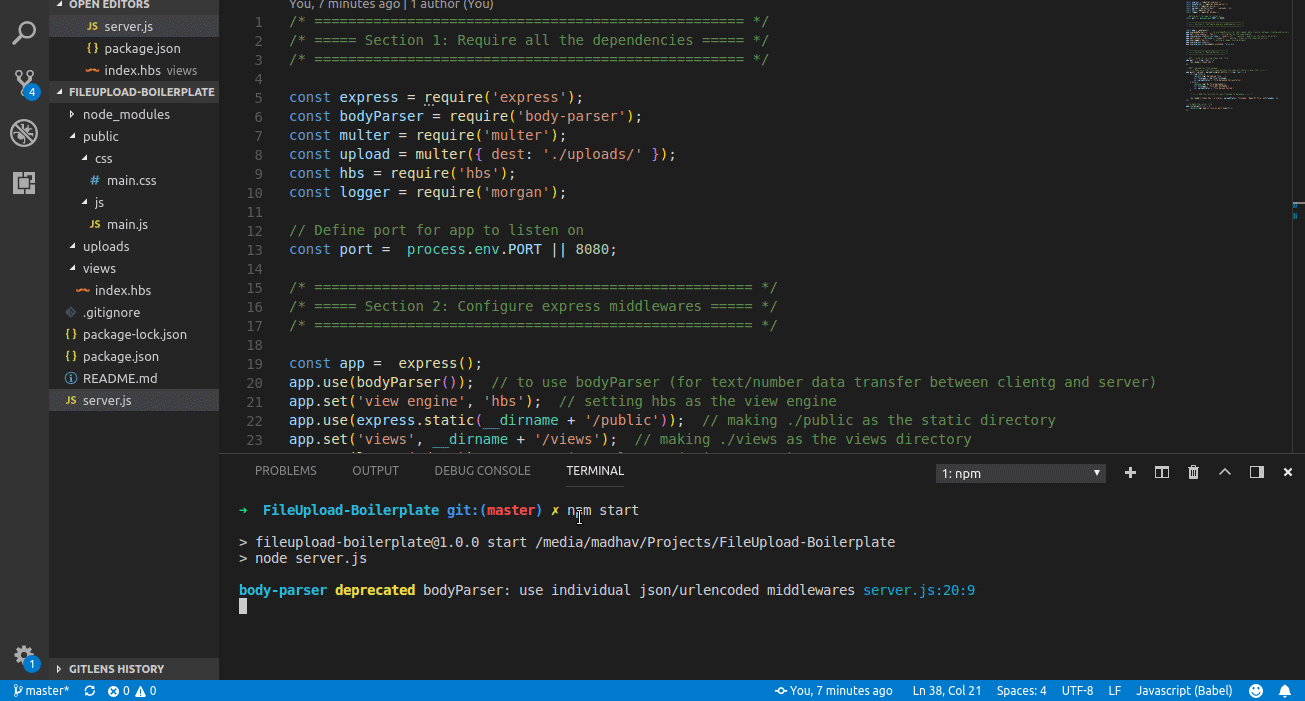 OPEN EDITORS
JS server.js
{ } package.json
index.hbs views
FILEUPLOAD-BOILERPLATE
node_modules
public
css
# main.css
js
JS main.js
uploads
views
index.hbs
.gitignore
{ } package-lock.json
{ } package.json
README.md
JS server.js
GITLENS HISTORY
4
1
You, 7 minutes ago | 1 author (You)
1 /* =================================================== */
2 /* ===== Section 1: Require all the dependencies ===== */
3 /* =================================================== */
4
5 const express = require('express');
6 const bodyParser = require('body-parser');
7 const multer = require('multer');
8 const upload = multer({ dest: './uploads/' });
9 const hbs = require('hbs');
10 const logger = require('morgan');
11
12 // Define port for app to listen on
13 const port =  process.env.PORT || 8080;
14
15 /* ==================================================== */
16 /* ===== Section 2: Configure express middlewares ===== */
17 /* ==================================================== */
18
19 const app =  express();
20 app.use(bodyParser());  // to use bodyParser (for text/number data transfer between clientg and server)
21 app.set('view engine', 'hbs');  // setting hbs as the view engine
22 app.use(express.static(__dirname + '/public'));  // making ./public as the static directory
23 app.set('views', __dirname + '/views');  // making ./views as the views directory
PROBLEMS OUTPUT DEBUG CONSOLE TERMINAL 1: npm
➜ FileUpload-Boilerplate git:(master) ✗ npm start
> fileupload-boilerplate@1.0.0 start /media/madhav/Projects/FileUpload-Boilerplate
> node server.js
body-parser deprecated bodyParser: use individual json/urlencoded middlewares server.js:20:9
master* 0 0 You, 7 minutes ago Ln 38, Col 21 Spaces: 4 UTF-8 LF Javascript (Babel)